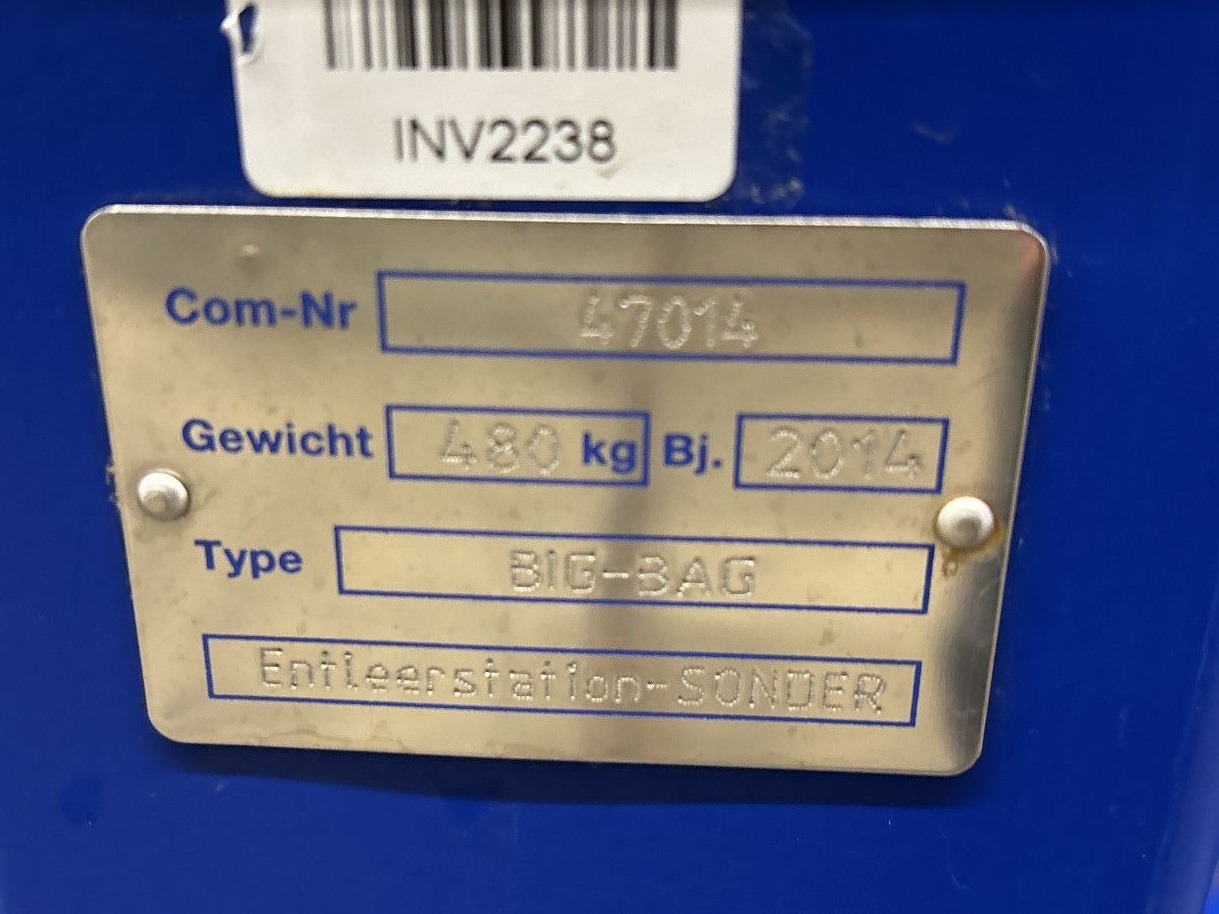 INV2238
Com-Nr 47014
Gewicht 480 kg Bj. 2014
Type BIG-BAG
Entleerstation-SONDER